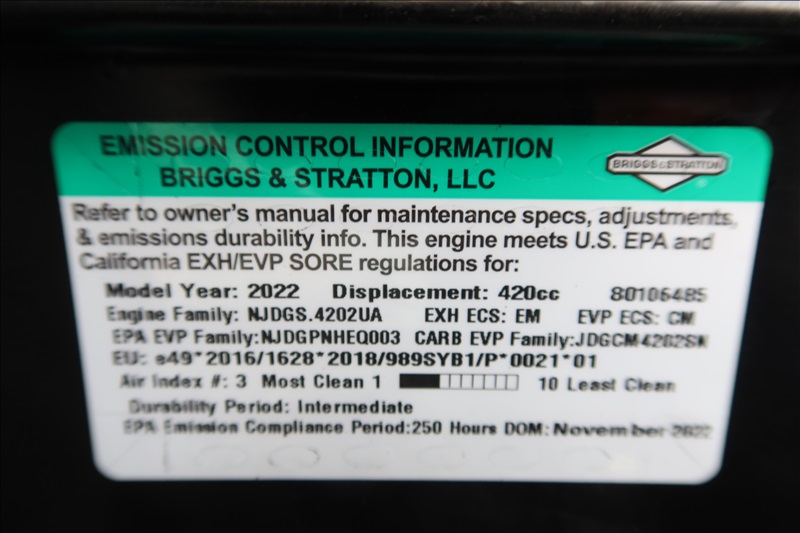 EMISSION CONTROL INFORMATION
BRIGGS & STRATTON, LLC
BRIGGS & STRATTON
Refer to owner's manual for maintenance specs, adjustments,
& emissions durability info. This engine meets U.S. EPA and
California EXH/EVP SORE regulations for:
Model Year: 2022 Displacement: 420cc 80106485
Engine Family: NJDGS.4202UA EXH ECS: EM EVP ECS: CM
EPA EVP Family: NJDGPNHEQ003 CARB EVP Family:
EU: e49*2016/1628*2018/989SYB1/P*0021*01
Air Index #: 3 Most Clean 1 10 Least Clean
Durability Period: Intermediate
EPA Emission Compliance Period:250 Hours DOM: November 2022